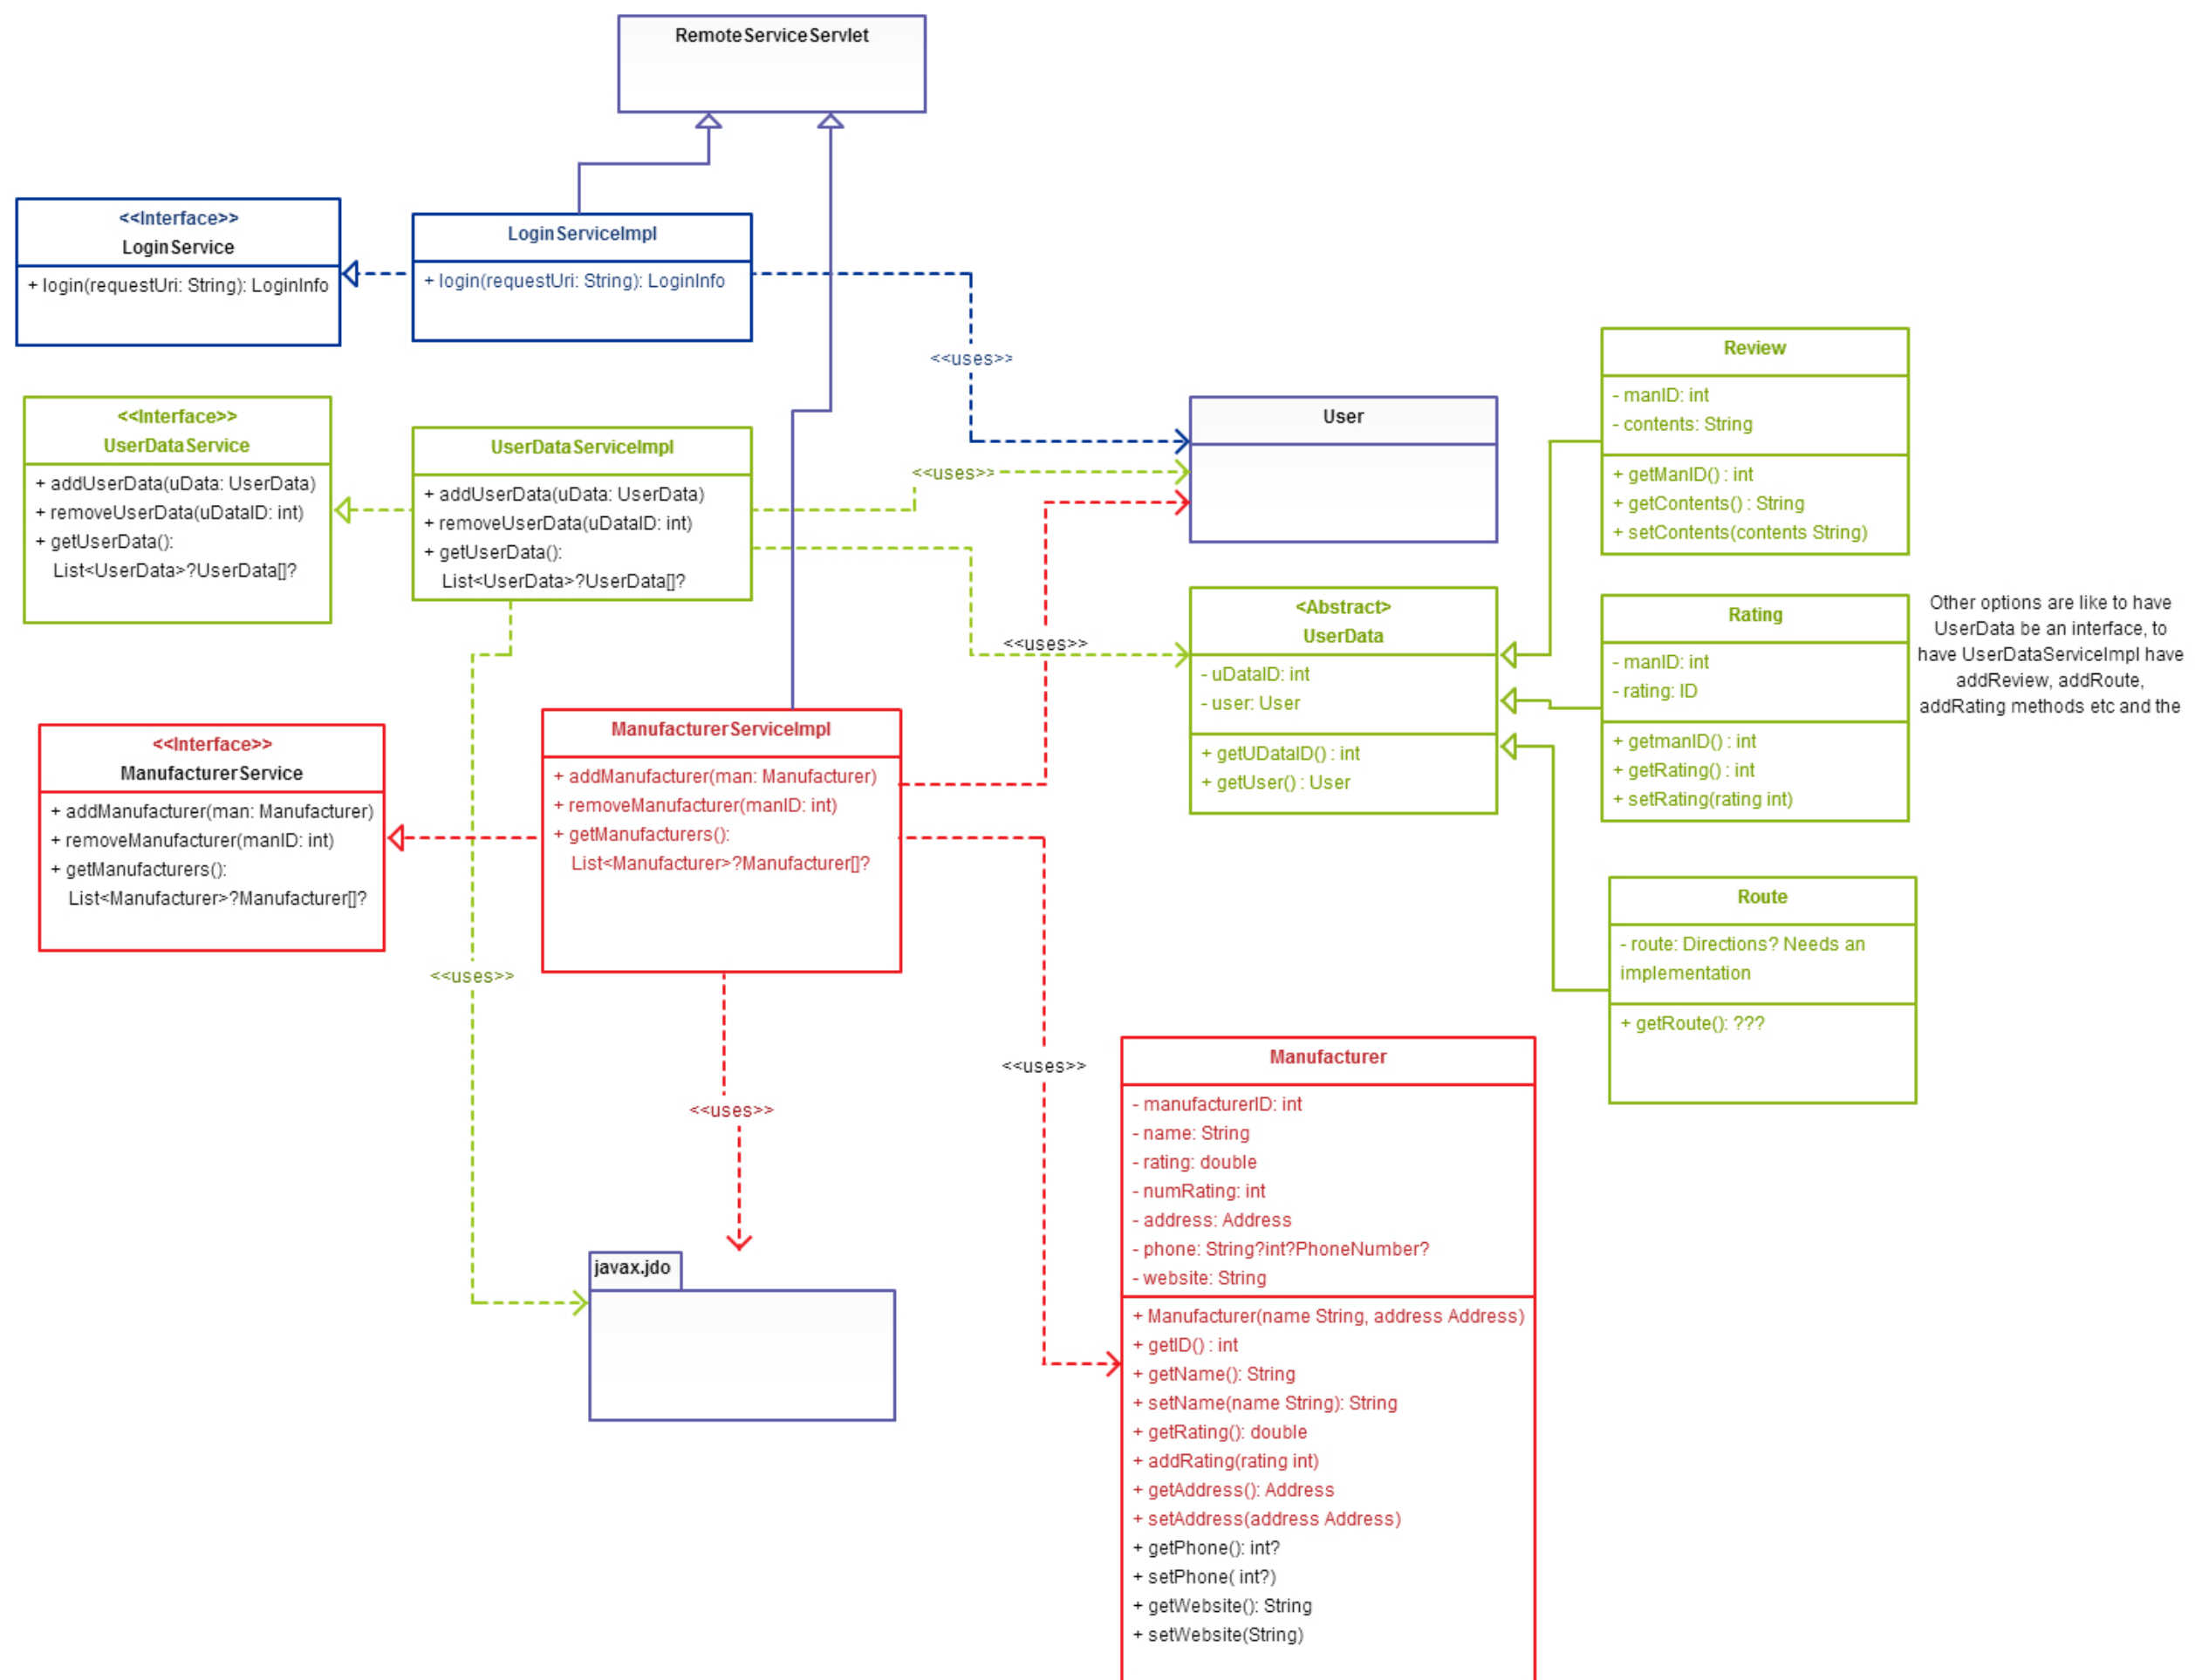 RemoteServiceServlet
<<Interface>>
LoginService
+ login(requestUri: String): LoginInfo
LoginServiceImpl
+ login(requestUri: String): LoginInfo
<<uses>>
<<Interface>>
UserDataService
+ addUserData(uData: UserData)
+ removeUserData(uDataID: int)
+ getUserData():
List<UserData>?UserData[]?
UserDataServiceImpl
+ addUserData(uData: UserData)
+ removeUserData(uDataID: int)
+ getUserData():
List<UserData>?UserData[]?
<<uses>>
User
Review
- manID: int
- contents: String
+ getManID() : int
+ getContents() : String
+ setContents(contents String)
<<uses>>
<Abstract>
UserData
- uDataID: int
- user: User
+ getUDataID() : int
+ getUser() : User
Rating
- manID: int
- rating: ID
+ getmanID() : int
+ getRating() : int
+ setRating(rating int)
Other options are like to have
UserData be an interface, to
have UserDataServiceImpl have
addReview, addRoute,
addRating methods etc and the
<<Interface>>
ManufacturerService
+ addManufacturer(man: Manufacturer)
+ removeManufacturer(manID: int)
+ getManufacturers():
List<Manufacturer>?Manufacturer[]?
ManufacturerServiceImpl
+ addManufacturer(man: Manufacturer)
+ removeManufacturer(manID: int)
+ getManufacturers():
List<Manufacturer>?Manufacturer[]?
Route
- route: Directions? Needs an
implementation
+ getRoute(): ???
<<uses>>
<<uses>>
<<uses>>
javax.jdo
Manufacturer
- manufacturerID: int
- name: String
- rating: double
- numRating: int
- address: Address
- phone: String?int?PhoneNumber?
- website: String
+ Manufacturer(name String, address Address)
+ getID() : int
+ getName(): String
+ setName(name String): String
+ getRating(): double
+ addRating(rating int)
+ getAddress(): Address
+ setAddress(address Address)
+ getPhone(): int?
+ setPhone( int?)
+ getWebsite(): String
+ setWebsite(String)